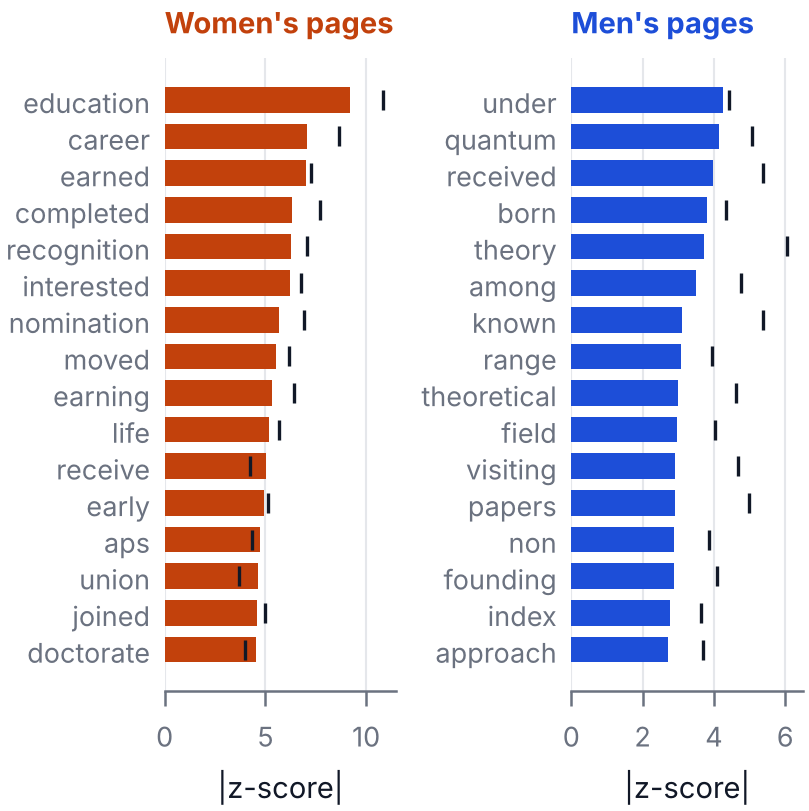 Women's pages
education
career
earned
completed
recognition
interested
nomination
moved
earning
life
receive
early
aps
union
joined
doctorate
0 5 10
|z-score|
Men's pages
under
quantum
received
born
theory
among
known
range
theoretical
field
visiting
papers
non
founding
index
approach
0 2 4 6
|z-score|